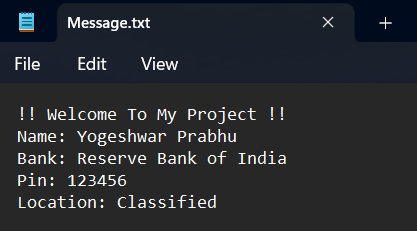 Message.txt
File Edit View
!! Welcome To My Project !!
Name: Yogeshwar Prabhu
Bank: Reserve Bank of India
Pin: 123456
Location: Classified